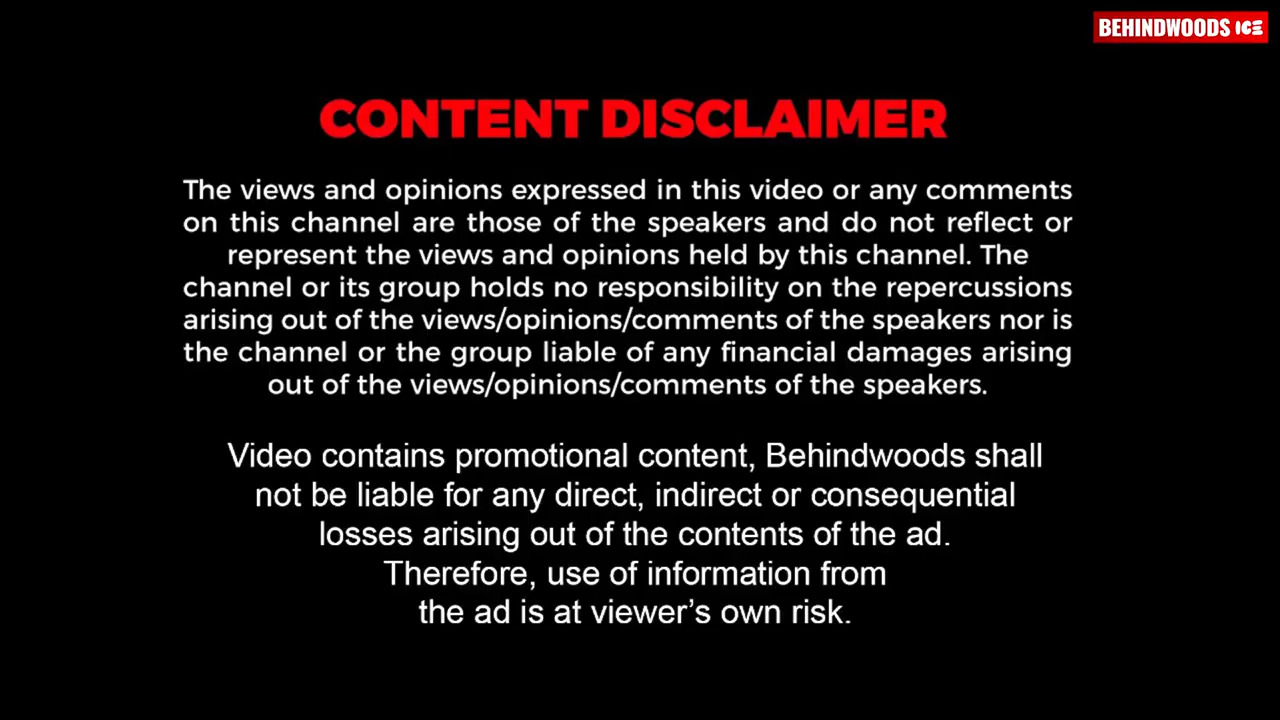 BEHINDWOODS ICE
CONTENT DISCLAIMER
The views and opinions expressed in this video or any comments
on this channel are those of the speakers and do not reflect or
represent the views and opinions held by this channel. The
channel or its group holds no responsibility on the repercussions
arising out of the views/opinions/comments of the speakers nor is
the channel or the group liable of any financial damages arising
out of the views/opinions/comments of the speakers.
Video contains promotional content, Behindwoods shall
not be liable for any direct, indirect or consequential
losses arising out of the contents of the ad.
Therefore, use of information from
the ad is at viewer’s own risk.